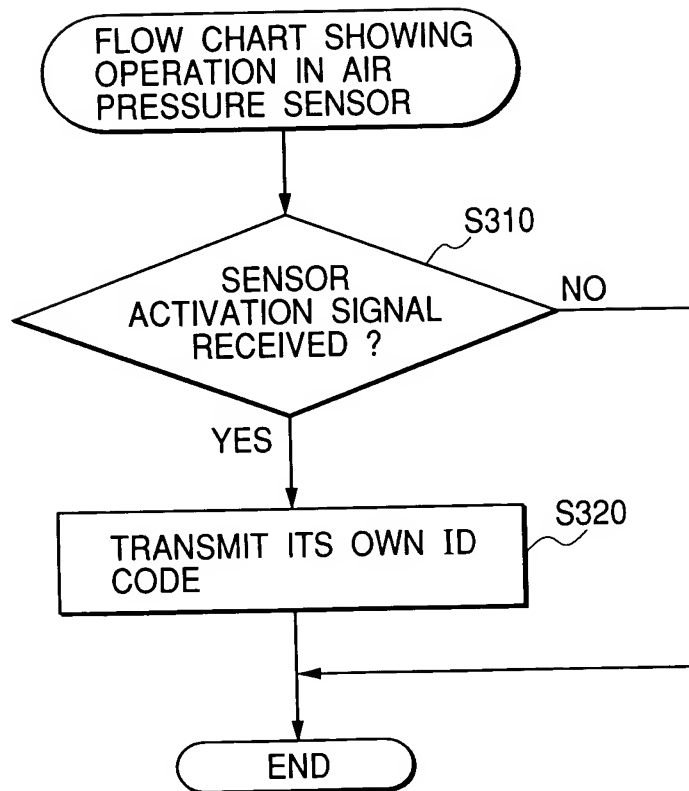 FLOW CHART SHOWING
OPERATION IN AIR
PRESSURE SENSOR
S310
SENSOR
ACTIVATION SIGNAL
RECEIVED ?
NO
YES
S320
TRANSMIT ITS OWN ID
CODE
END